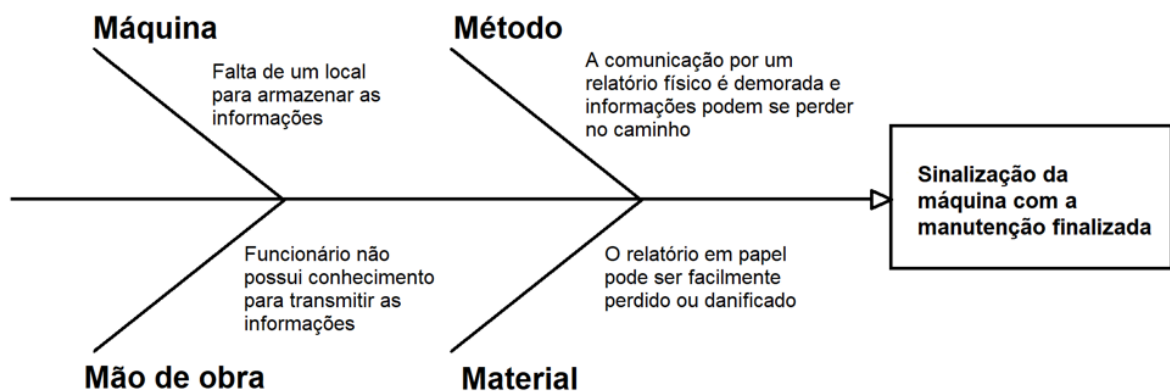 Máquina
Falta de um local
para armazenar as
informações
Método
A comunicação por um
relatório físico é demorada e
informações podem se perder
no caminho
Sinalização da
máquina com a
manutenção finalizada
Funcionário não
possui conhecimento
para transmitir as
informações
Mão de obra
O relatório em papel
pode ser facilmente
perdido ou danificado
Material